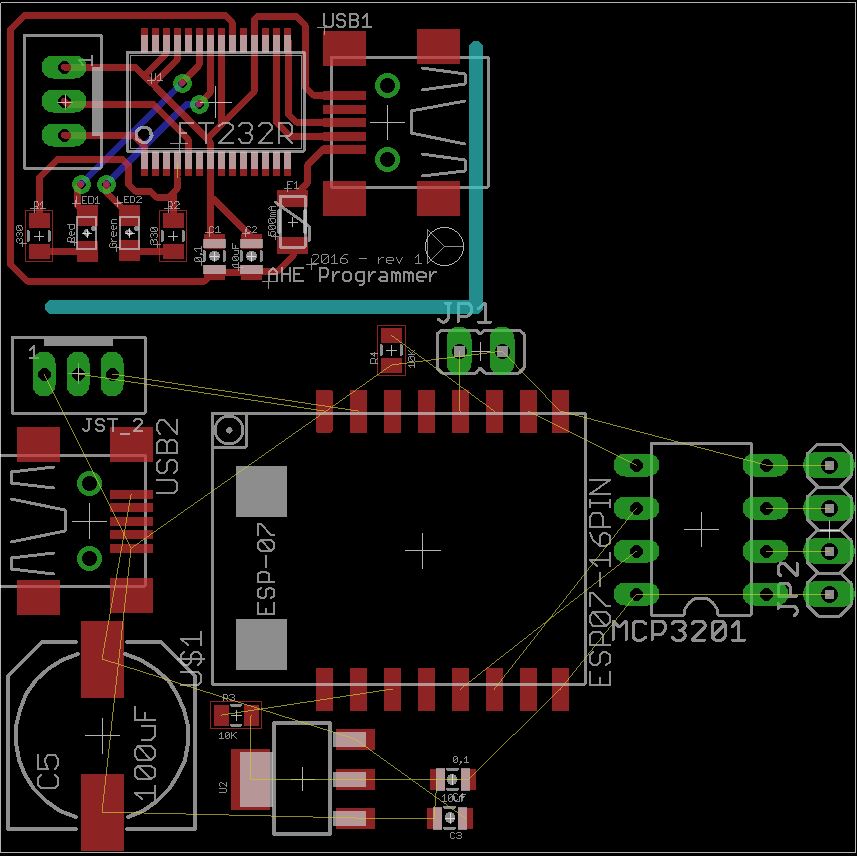 USB1
1
U1
FT232R
F1
500mA
R1
LED1
LED2
R2
330
Red
Green
330
C1
C2
0,1
10uF
2016 - rev 1
AHE Programmer
JP1
R4
10K
1
JST_2
USB2
ESP-07
ESP07-16PIN
MCP3201
JP2
U$1
C5
100uF
R3
10K
U2
0,1
10uF
C3